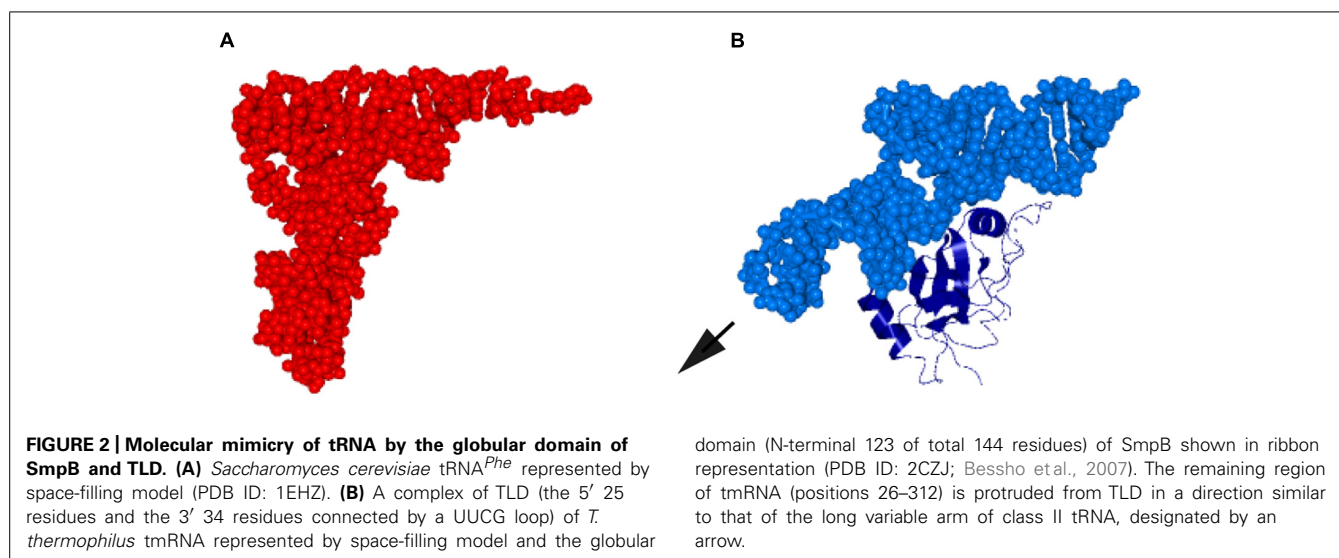 A
B
FIGURE 2 | Molecular mimicry of tRNA by the globular domain of
SmpB and TLD. (A) Saccharomyces cerevisiae tRNAPhe represented by
space-filling model (PDB ID: 1EHZ). (B) A complex of TLD (the 5′ 25
residues and the 3′ 34 residues connected by a UUCG loop) of T.
thermophilus tmRNA represented by space-filling model and the globular
domain (N-terminal 123 of total 144 residues) of SmpB shown in ribbon
representation (PDB ID: 2CZJ; Bessho et al., 2007). The remaining region
of tmRNA (positions 26–312) is protruded from TLD in a direction similar
to that of the long variable arm of class II tRNA, designated by an
arrow.